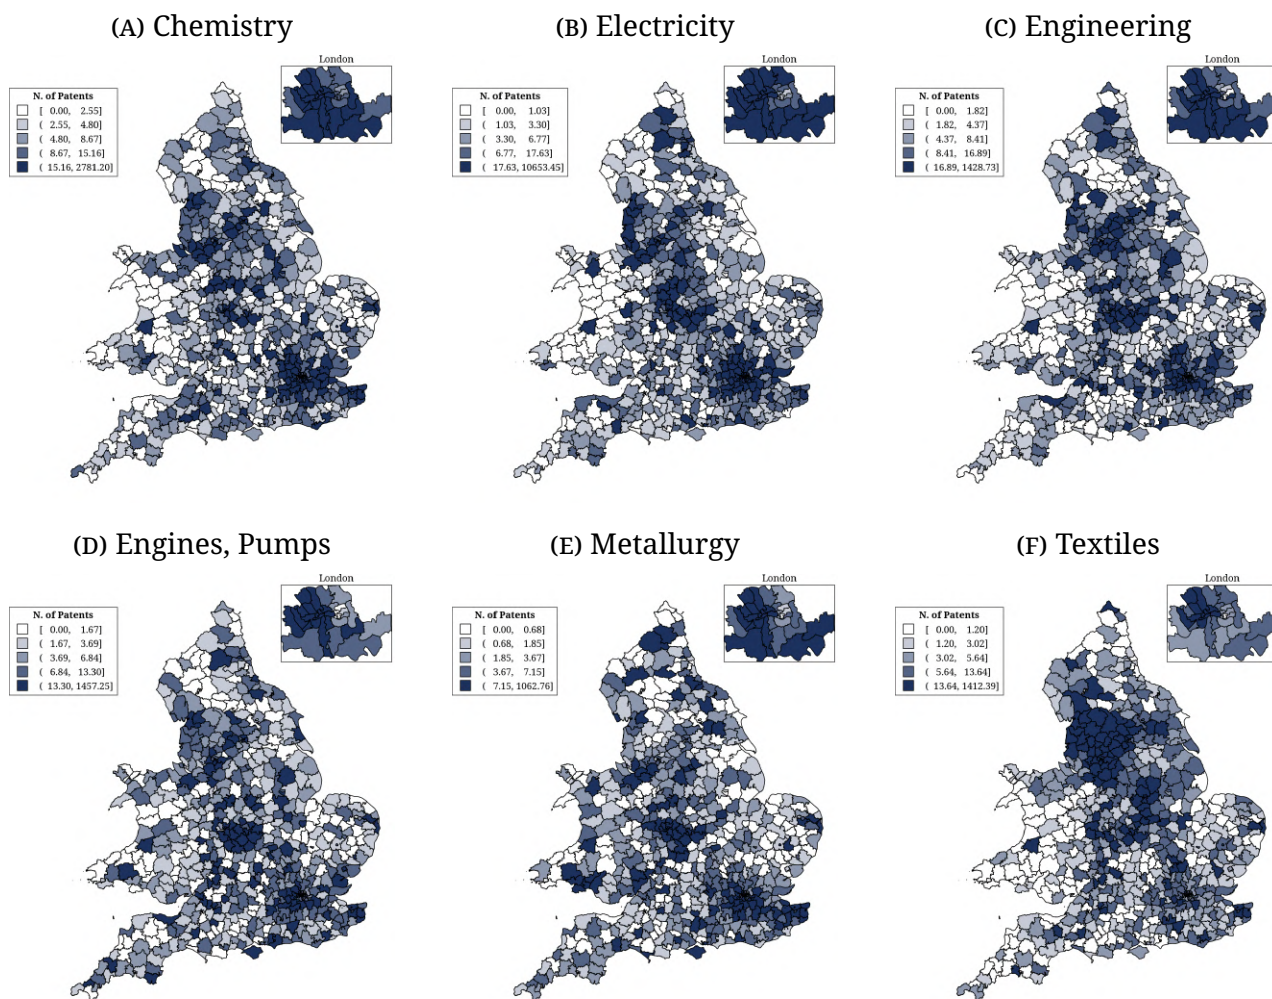 (A) Chemistry
London
N. of Patents
[ 0.00, 2.55]
( 2.55, 4.80]
( 4.80, 8.67]
( 8.67, 15.16]
( 15.16, 2781.20]
(B) Electricity
London
N. of Patents
[ 0.00, 1.03]
( 1.03, 3.30]
( 3.30, 6.77]
( 6.77, 17.63]
( 17.63, 10653.45]
(C) Engineering
London
N. of Patents
[ 0.00, 1.82]
( 1.82, 4.37]
( 4.37, 8.41]
( 8.41, 16.89]
( 16.89, 1428.73]
(D) Engines, Pumps
London
N. of Patents
[ 0.00, 1.67]
( 1.67, 3.69]
( 3.69, 6.84]
( 6.84, 13.30]
( 13.30, 1457.25]
(E) Metallurgy
London
N. of Patents
[ 0.00, 0.68]
( 0.68, 1.85]
( 1.85, 3.67]
( 3.67, 7.15]
( 7.15, 1062.76]
(F) Textiles
London
N. of Patents
[ 0.00, 1.20]
( 1.20, 3.02]
( 3.02, 5.64]
( 5.64, 13.64]
( 13.64, 1412.39]